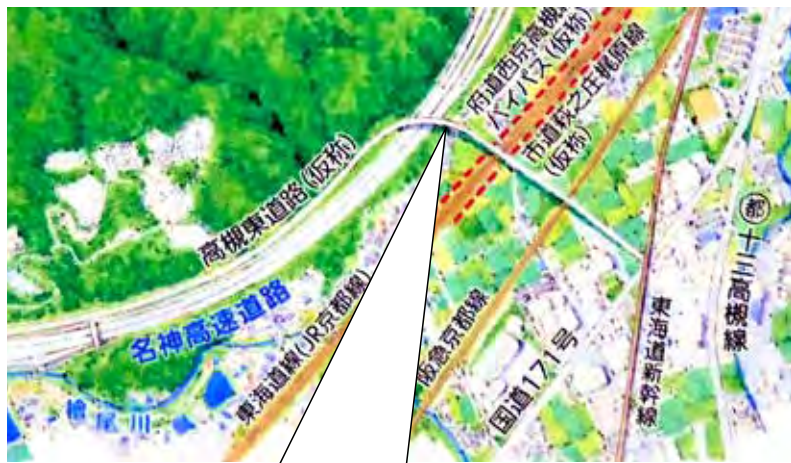 府道西京高槻
バイパス(仮称)
市道萩之庄梶原線
(仮称)
高槻東道路(仮称)
名神高速道路
檜尾川
東海道線(JR京都線)
阪急京都線
国道171号
東海道新幹線
都 十三高槻線